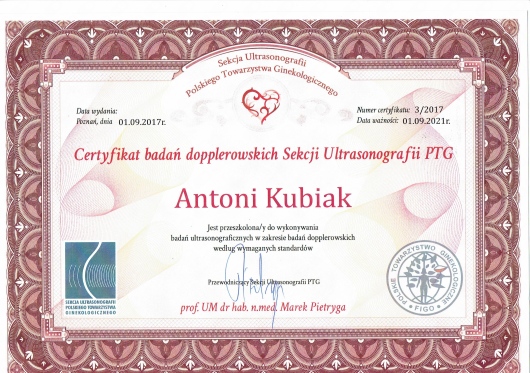 Sekcja Ultrasonografii
Polskiego Towarzystwa Ginekologicznego
Data wydania:
Poznań, dnia 01.09.2017r.
Numer certyfikatu: 3/2017
Data ważności: 01.09.2021r.
Certyfikat badań dopplerowskich Sekcji Ultrasonografii PTG
Antoni Kubiak
Jest przeszkolona/y do wykonywania
badań ultrasonograficznych w zakresie badań dopplerowskich
według wymaganych standardów
Przewodniczący Sekcji Ultrasonografii PTG
prof. UM dr hab. n.med. Marek Pietryga
SEKCJA ULTRASONOGRAFII
POLSKIEGO TOWARZYSTWA
GINEKOLOGICZNEGO
POLSKIE TOWARZYSTWO GINEKOLOGICZNE
FIGO